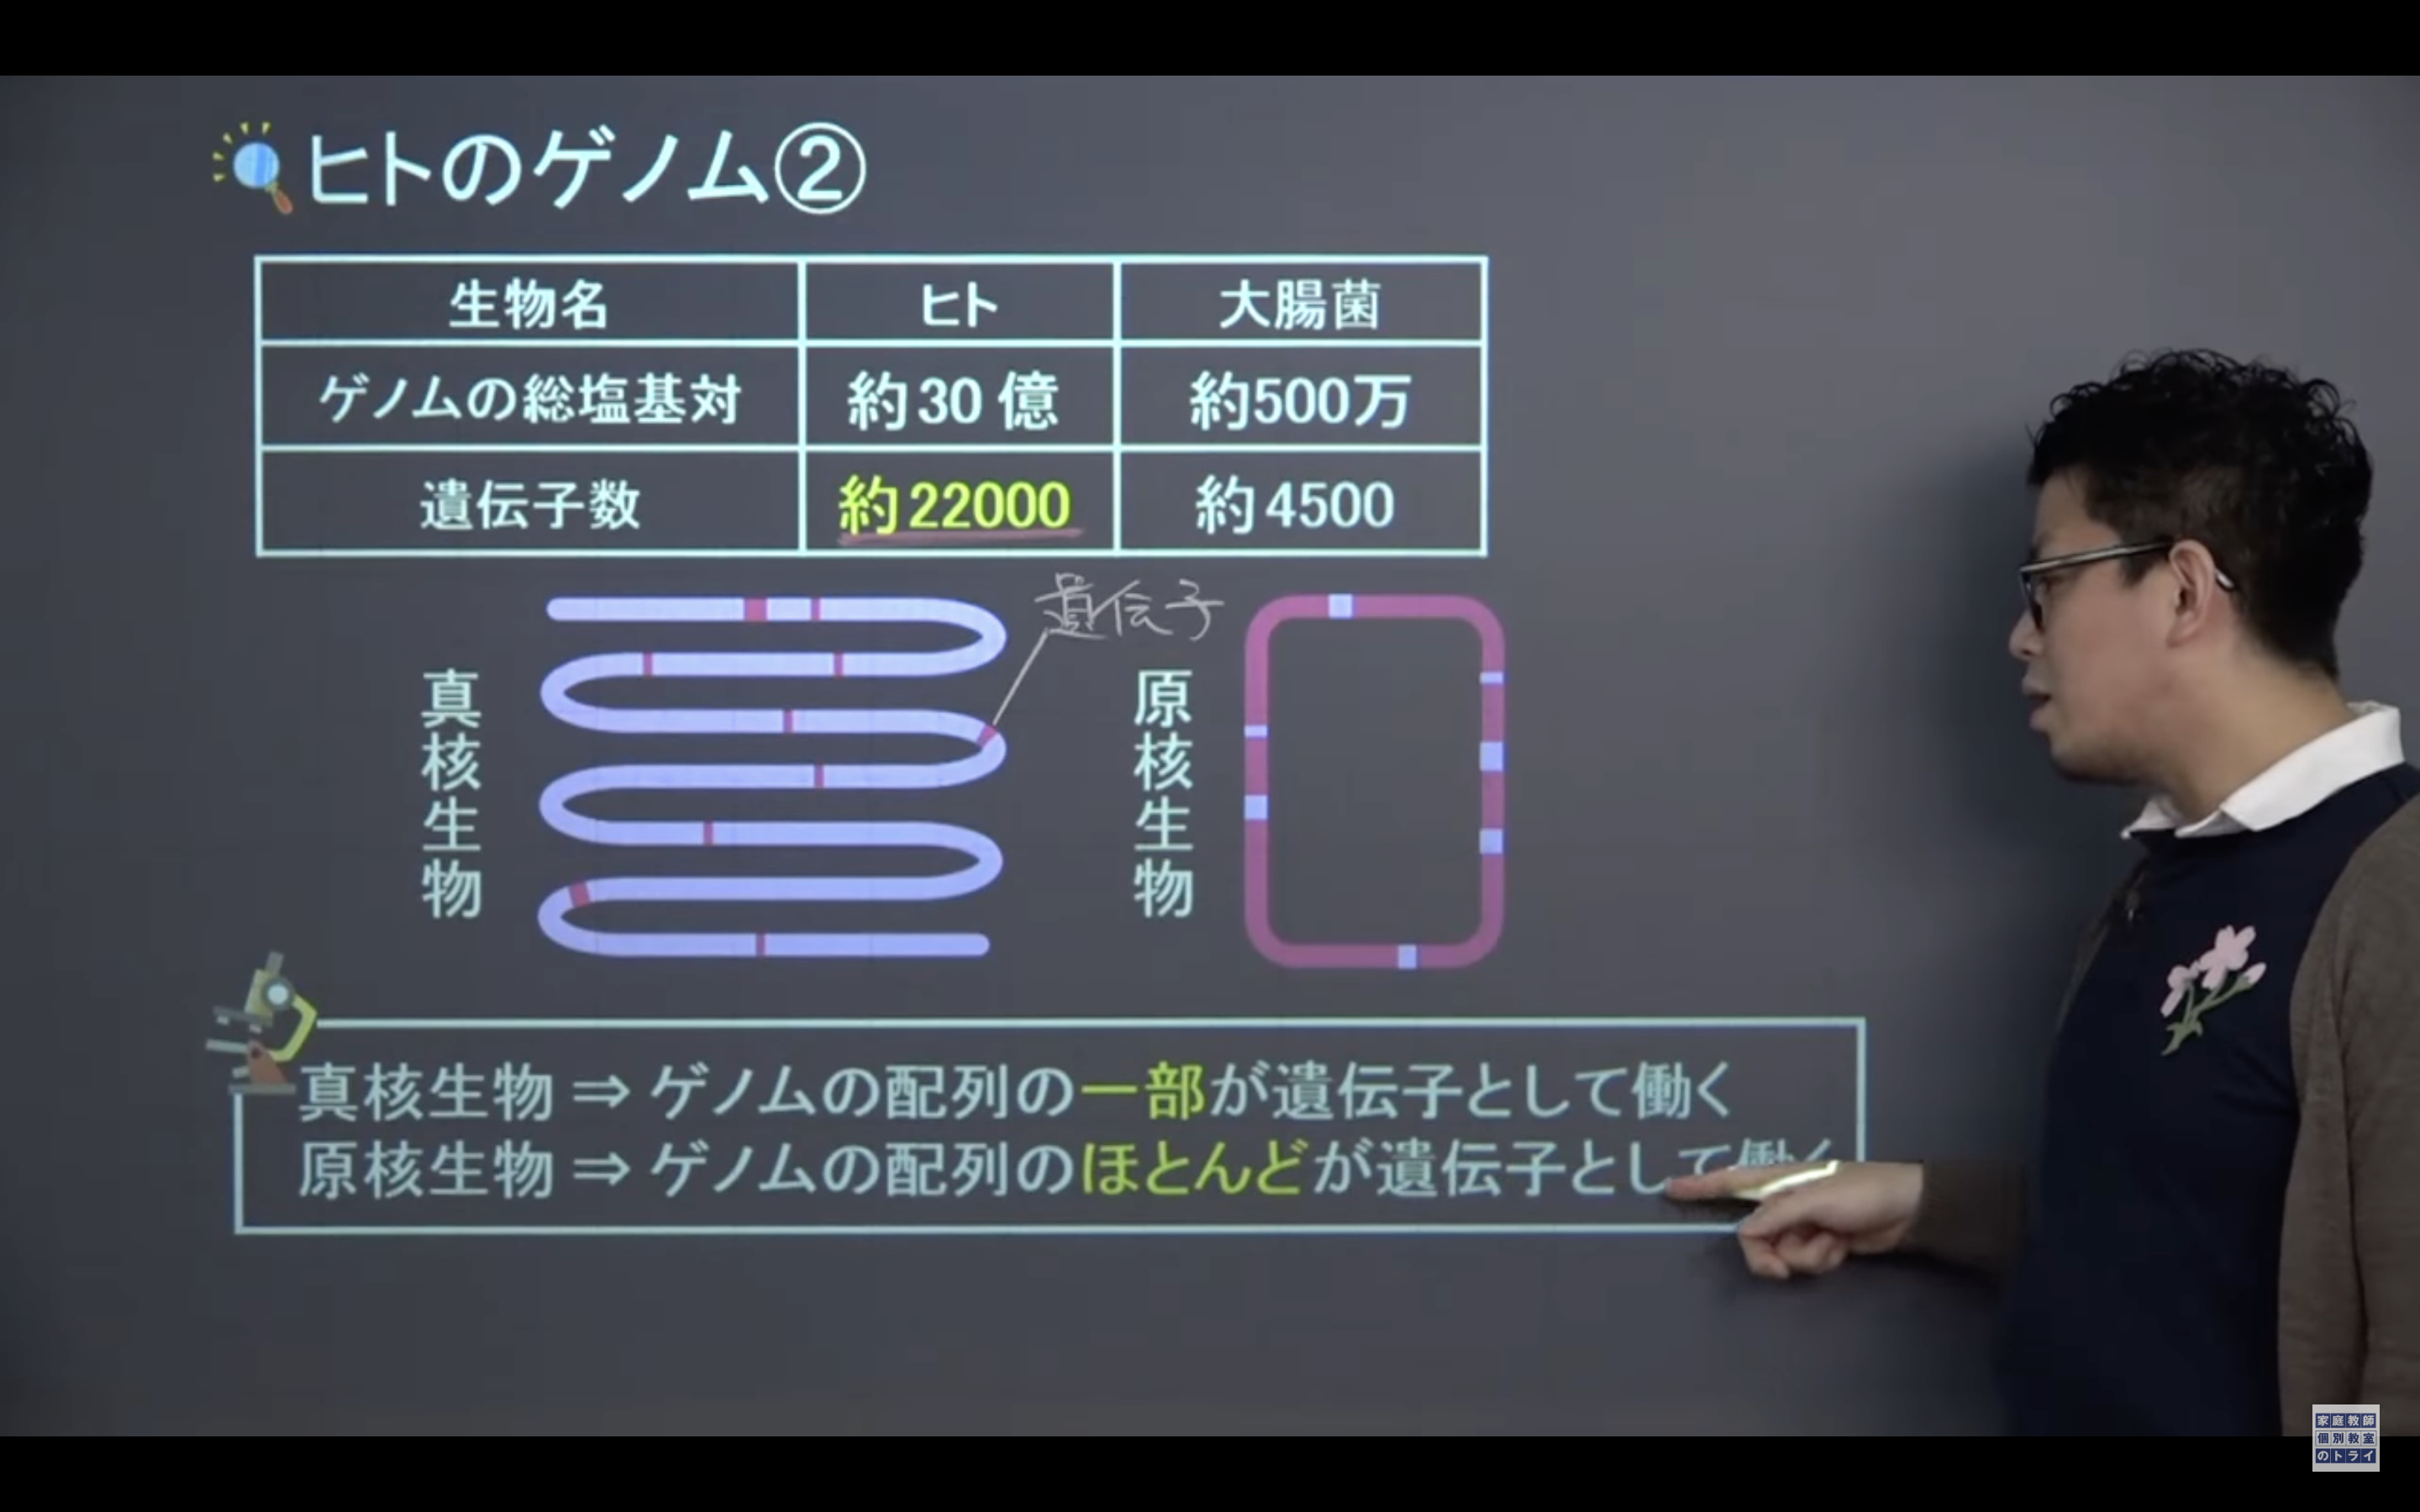 ヒトのゲノム②
生物名 ヒト 大腸菌
ゲノムの総塩基対 約30億 約500万
遺伝子数 約22000 約4500
遺伝子
真核生物
原核生物
真核生物⇒ゲノムの配列の一部が遺伝子として働く
原核生物⇒ゲノムの配列のほとんどが遺伝子として働く
家庭教師
個別教室
のトライ